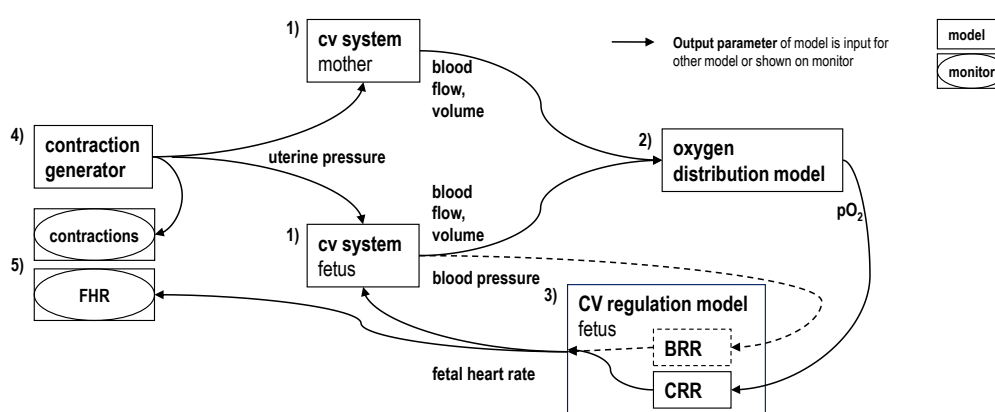 1)
cv system
mother
blood
flow,
volume
Output parameter of model is input for
other model or shown on monitor
model
monitor
4)
contraction
generator
uterine pressure
2)
oxygen
distribution model
pO₂
contractions
blood
flow,
volume
1)
cv system
fetus
blood pressure
5)
FHR
3)
CV regulation model
fetus
BRR
CRR
fetal heart rate